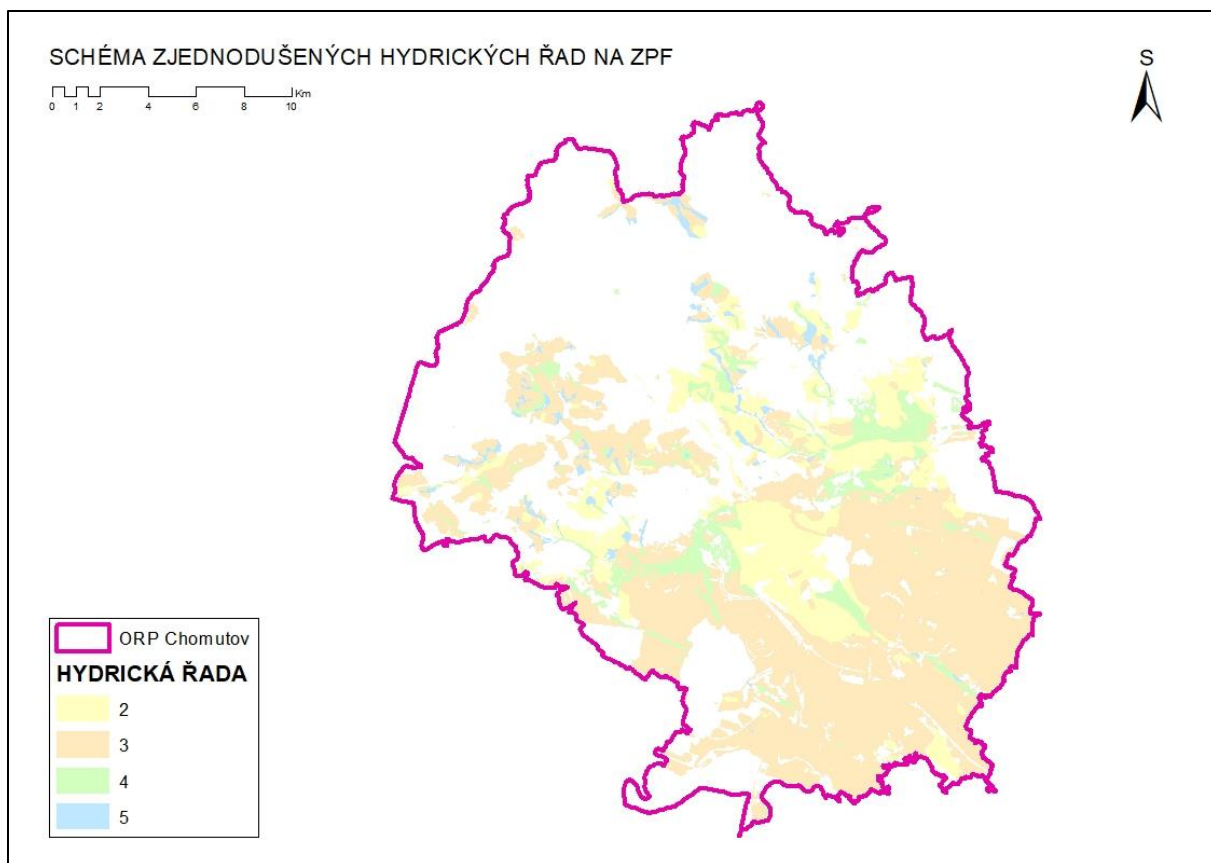 SCHÉMA ZJEDNODUŠENÝCH HYDRICKÝCH ŘAD NA ZPF
Km
0 1 2 4 6 8 10
S
ORP Chomutov
HYDRICKÁ ŘADA
2
3
4
5